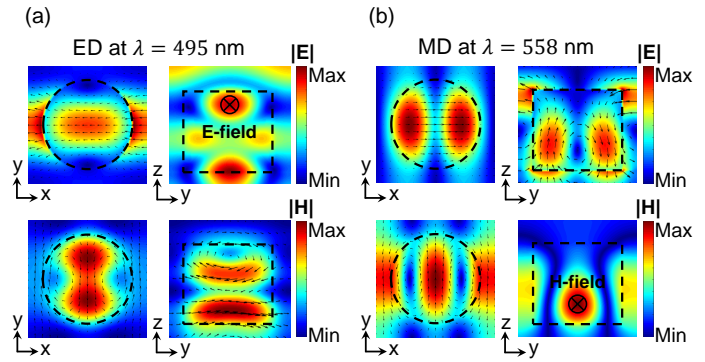 (a)
ED at λ = 495 nm
|E|
Max
Min
E-field
y
x
z
y
|H|
Max
Min
y
x
z
y
(b)
MD at λ = 558 nm
|E|
Max
Min
y
x
z
y
|H|
Max
Min
H-field
y
x
z
y